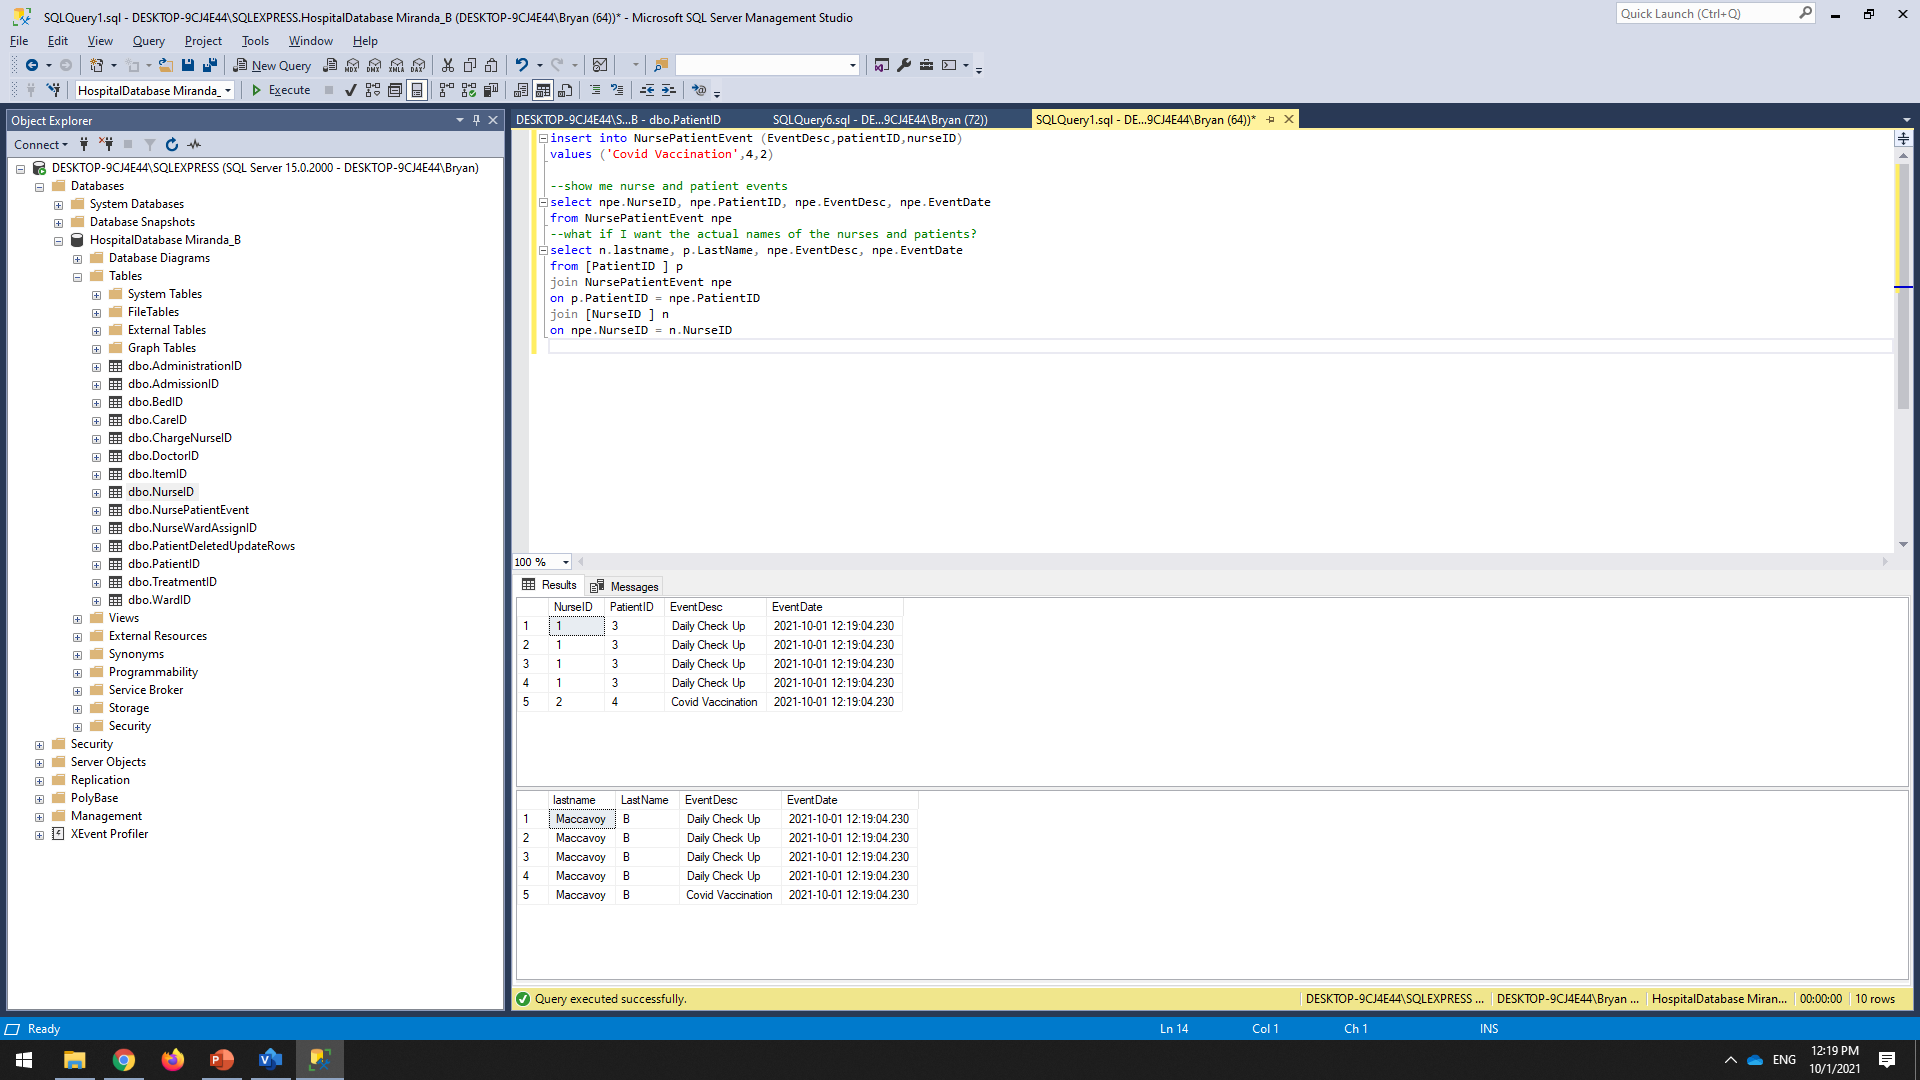 SQLQuery1.sql - DESKTOP-9CJ4E44\SQLEXPRESS.HospitalDatabase Miranda_B (DESKTOP-9CJ4E44\Bryan (64))* - Microsoft SQL Server Management Studio
Quick Launch (Ctrl+Q)
File Edit View Query Project Tools Window Help
New Query MDX DMX XMLA DAX
HospitalDatabase Miranda_ Execute
Object Explorer
Connect
DESKTOP-9CJ4E44\SQLEXPRESS (SQL Server 15.0.2000 - DESKTOP-9CJ4E44\Bryan)
Databases
System Databases
Database Snapshots
HospitalDatabase Miranda_B
Database Diagrams
Tables
System Tables
FileTables
External Tables
Graph Tables
dbo.AdministrationID
dbo.AdmissionID
dbo.BedID
dbo.CareID
dbo.ChargeNurseID
dbo.DoctorID
dbo.ItemID
dbo.NurseID
dbo.NursePatientEvent
dbo.NurseWardAssignID
dbo.PatientDeletedUpdateRows
dbo.PatientID
dbo.TreatmentID
dbo.WardID
Views
External Resources
Synonyms
Programmability
Service Broker
Storage
Security
Security
Server Objects
Replication
PolyBase
Management
XEvent Profiler
DESKTOP-9CJ4E44\S...B - dbo.PatientID SQLQuery6.sql - DE...9CJ4E44\Bryan (72)) SQLQuery1.sql - DE...9CJ4E44\Bryan (64))*
insert into NursePatientEvent (EventDesc,patientID,nurseID)
values ('Covid Vaccination',4,2)
--show me nurse and patient events
select npe.NurseID, npe.PatientID, npe.EventDesc, npe.EventDate
from NursePatientEvent npe
--what if I want the actual names of the nurses and patients?
select n.lastname, p.LastName, npe.EventDesc, npe.EventDate
from [PatientID ] p
join NursePatientEvent npe
on p.PatientID = npe.PatientID
join [NurseID ] n
on npe.NurseID = n.NurseID
100 %
Results Messages
NurseID PatientID EventDesc EventDate
1 1 3 Daily Check Up 2021-10-01 12:19:04.230
2 1 3 Daily Check Up 2021-10-01 12:19:04.230
3 1 3 Daily Check Up 2021-10-01 12:19:04.230
4 1 3 Daily Check Up 2021-10-01 12:19:04.230
5 2 4 Covid Vaccination 2021-10-01 12:19:04.230
lastname LastName EventDesc EventDate
1 Maccavoy B Daily Check Up 2021-10-01 12:19:04.230
2 Maccavoy B Daily Check Up 2021-10-01 12:19:04.230
3 Maccavoy B Daily Check Up 2021-10-01 12:19:04.230
4 Maccavoy B Daily Check Up 2021-10-01 12:19:04.230
5 Maccavoy B Covid Vaccination 2021-10-01 12:19:04.230
Query executed successfully. DESKTOP-9CJ4E44\SQLEXPRESS ... DESKTOP-9CJ4E44\Bryan ... HospitalDatabase Miran... 00:00:00 10 rows
Ready Ln 14 Col 1 Ch 1 INS
ENG
12:19 PM
10/1/2021